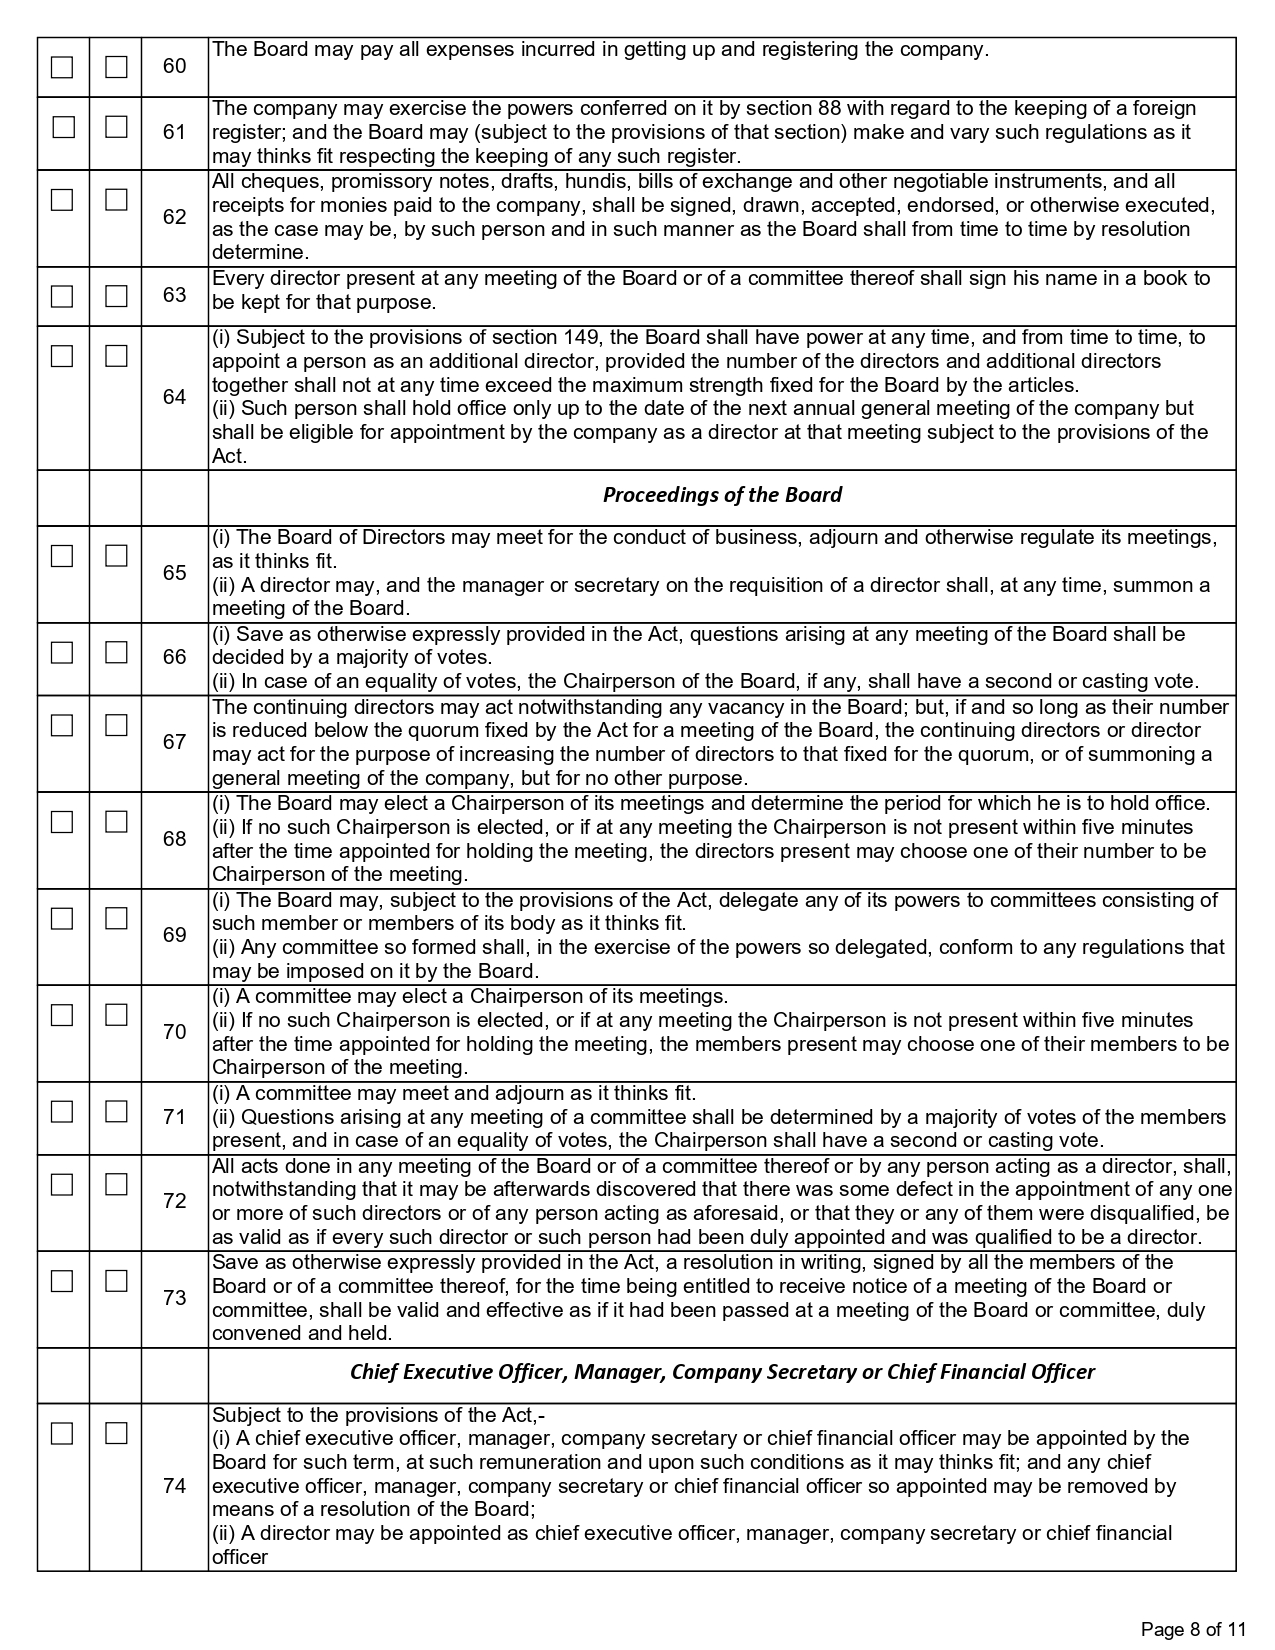 60
The Board may pay all expenses incurred in getting up and registering the company.
61
The company may exercise the powers conferred on it by section 88 with regard to the keeping of a foreign
register; and the Board may (subject to the provisions of that section) make and vary such regulations as it
may thinks fit respecting the keeping of any such register.
62
All cheques, promissory notes, drafts, hundis, bills of exchange and other negotiable instruments, and all
receipts for monies paid to the company, shall be signed, drawn, accepted, endorsed, or otherwise executed,
as the case may be, by such person and in such manner as the Board shall from time to time by resolution
determine.
63
Every director present at any meeting of the Board or of a committee thereof shall sign his name in a book to
be kept for that purpose.
64
(i) Subject to the provisions of section 149, the Board shall have power at any time, and from time to time, to
appoint a person as an additional director, provided the number of the directors and additional directors
together shall not at any time exceed the maximum strength fixed for the Board by the articles.
(ii) Such person shall hold office only up to the date of the next annual general meeting of the company but
shall be eligible for appointment by the company as a director at that meeting subject to the provisions of the
Act.
Proceedings of the Board
65
(i) The Board of Directors may meet for the conduct of business, adjourn and otherwise regulate its meetings,
as it thinks fit.
(ii) A director may, and the manager or secretary on the requisition of a director shall, at any time, summon a
meeting of the Board.
66
(i) Save as otherwise expressly provided in the Act, questions arising at any meeting of the Board shall be
decided by a majority of votes.
(ii) In case of an equality of votes, the Chairperson of the Board, if any, shall have a second or casting vote.
67
The continuing directors may act notwithstanding any vacancy in the Board; but, if and so long as their number
is reduced below the quorum fixed by the Act for a meeting of the Board, the continuing directors or director
may act for the purpose of increasing the number of directors to that fixed for the quorum, or of summoning a
general meeting of the company, but for no other purpose.
68
(i) The Board may elect a Chairperson of its meetings and determine the period for which he is to hold office.
(ii) If no such Chairperson is elected, or if at any meeting the Chairperson is not present within five minutes
after the time appointed for holding the meeting, the directors present may choose one of their number to be
Chairperson of the meeting.
69
(i) The Board may, subject to the provisions of the Act, delegate any of its powers to committees consisting of
such member or members of its body as it thinks fit.
(ii) Any committee so formed shall, in the exercise of the powers so delegated, conform to any regulations that
may be imposed on it by the Board.
70
(i) A committee may elect a Chairperson of its meetings.
(ii) If no such Chairperson is elected, or if at any meeting the Chairperson is not present within five minutes
after the time appointed for holding the meeting, the members present may choose one of their members to be
Chairperson of the meeting.
71
(i) A committee may meet and adjourn as it thinks fit.
(ii) Questions arising at any meeting of a committee shall be determined by a majority of votes of the members
present, and in case of an equality of votes, the Chairperson shall have a second or casting vote.
72
All acts done in any meeting of the Board or of a committee thereof or by any person acting as a director, shall,
notwithstanding that it may be afterwards discovered that there was some defect in the appointment of any one
or more of such directors or of any person acting as aforesaid, or that they or any of them were disqualified, be
as valid as if every such director or such person had been duly appointed and was qualified to be a director.
73
Save as otherwise expressly provided in the Act, a resolution in writing, signed by all the members of the
Board or of a committee thereof, for the time being entitled to receive notice of a meeting of the Board or
committee, shall be valid and effective as if it had been passed at a meeting of the Board or committee, duly
convened and held.
Chief Executive Officer, Manager, Company Secretary or Chief Financial Officer
74
Subject to the provisions of the Act,-
(i) A chief executive officer, manager, company secretary or chief financial officer may be appointed by the
Board for such term, at such remuneration and upon such conditions as it may thinks fit; and any chief
executive officer, manager, company secretary or chief financial officer so appointed may be removed by
means of a resolution of the Board;
(ii) A director may be appointed as chief executive officer, manager, company secretary or chief financial
officer
Page 8 of 11